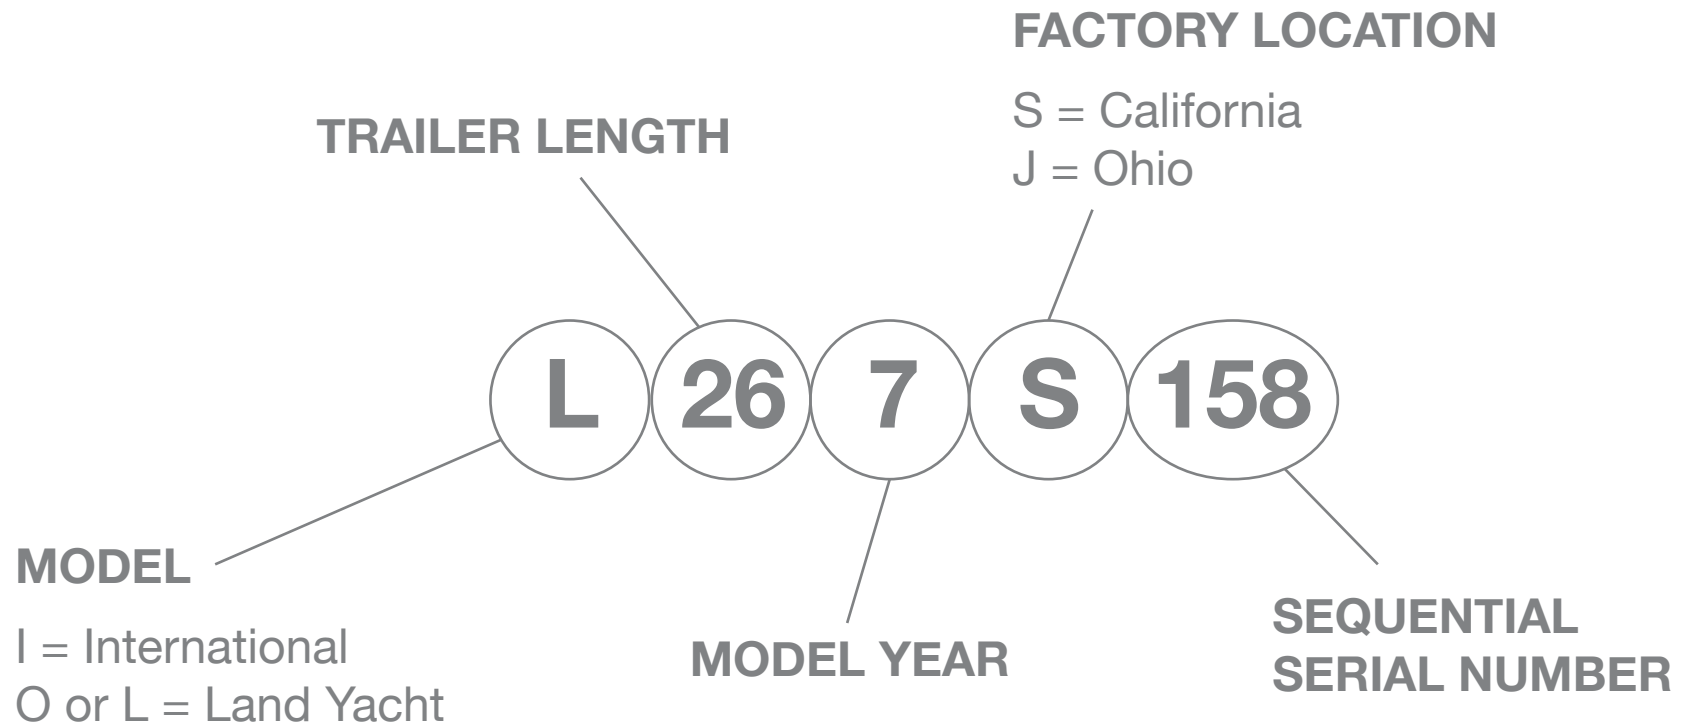 FACTORY LOCATION
S = California
J = Ohio
TRAILER LENGTH
L 26 7 S 158
MODEL
I = International
O or L = Land Yacht
MODEL YEAR
SEQUENTIAL
SERIAL NUMBER